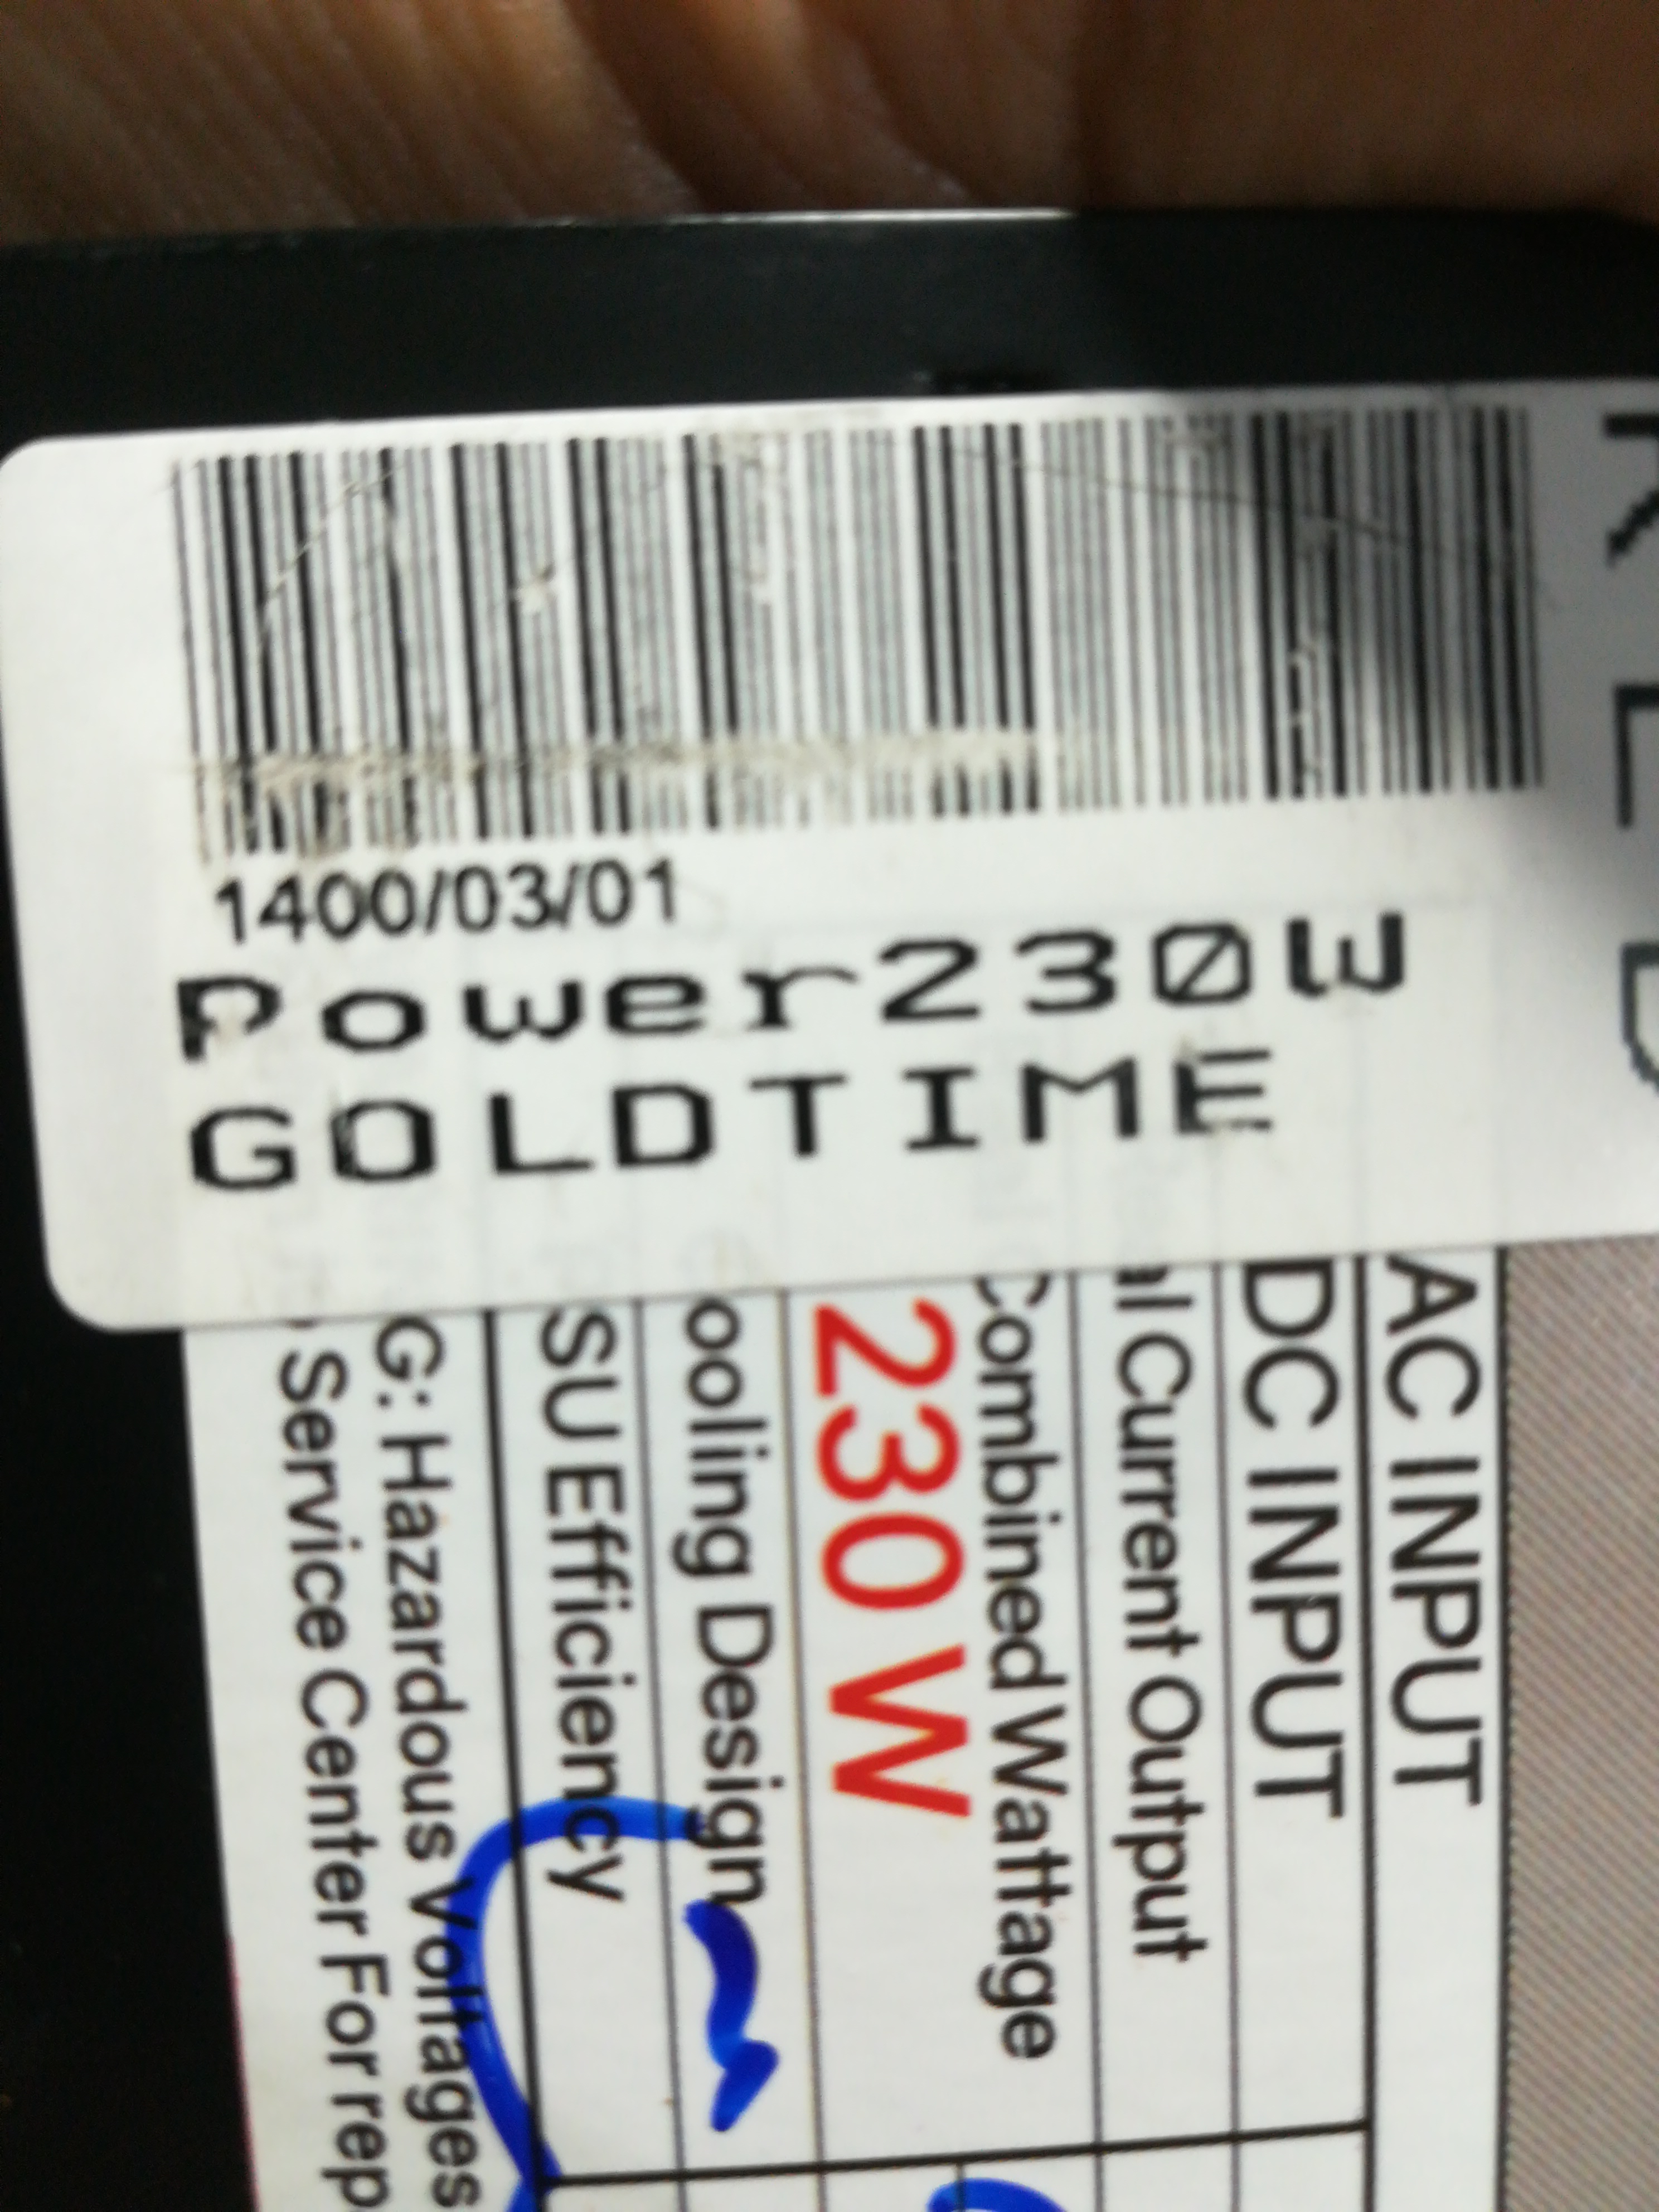 1400/03/01
Power230W
GOLDTIME
AC INPUT
DC INPUT
al Current Output
Combined Wattage
230 W
ooling Design
SU Efficiency
G: Hazardous Voltages
Service Center For rep